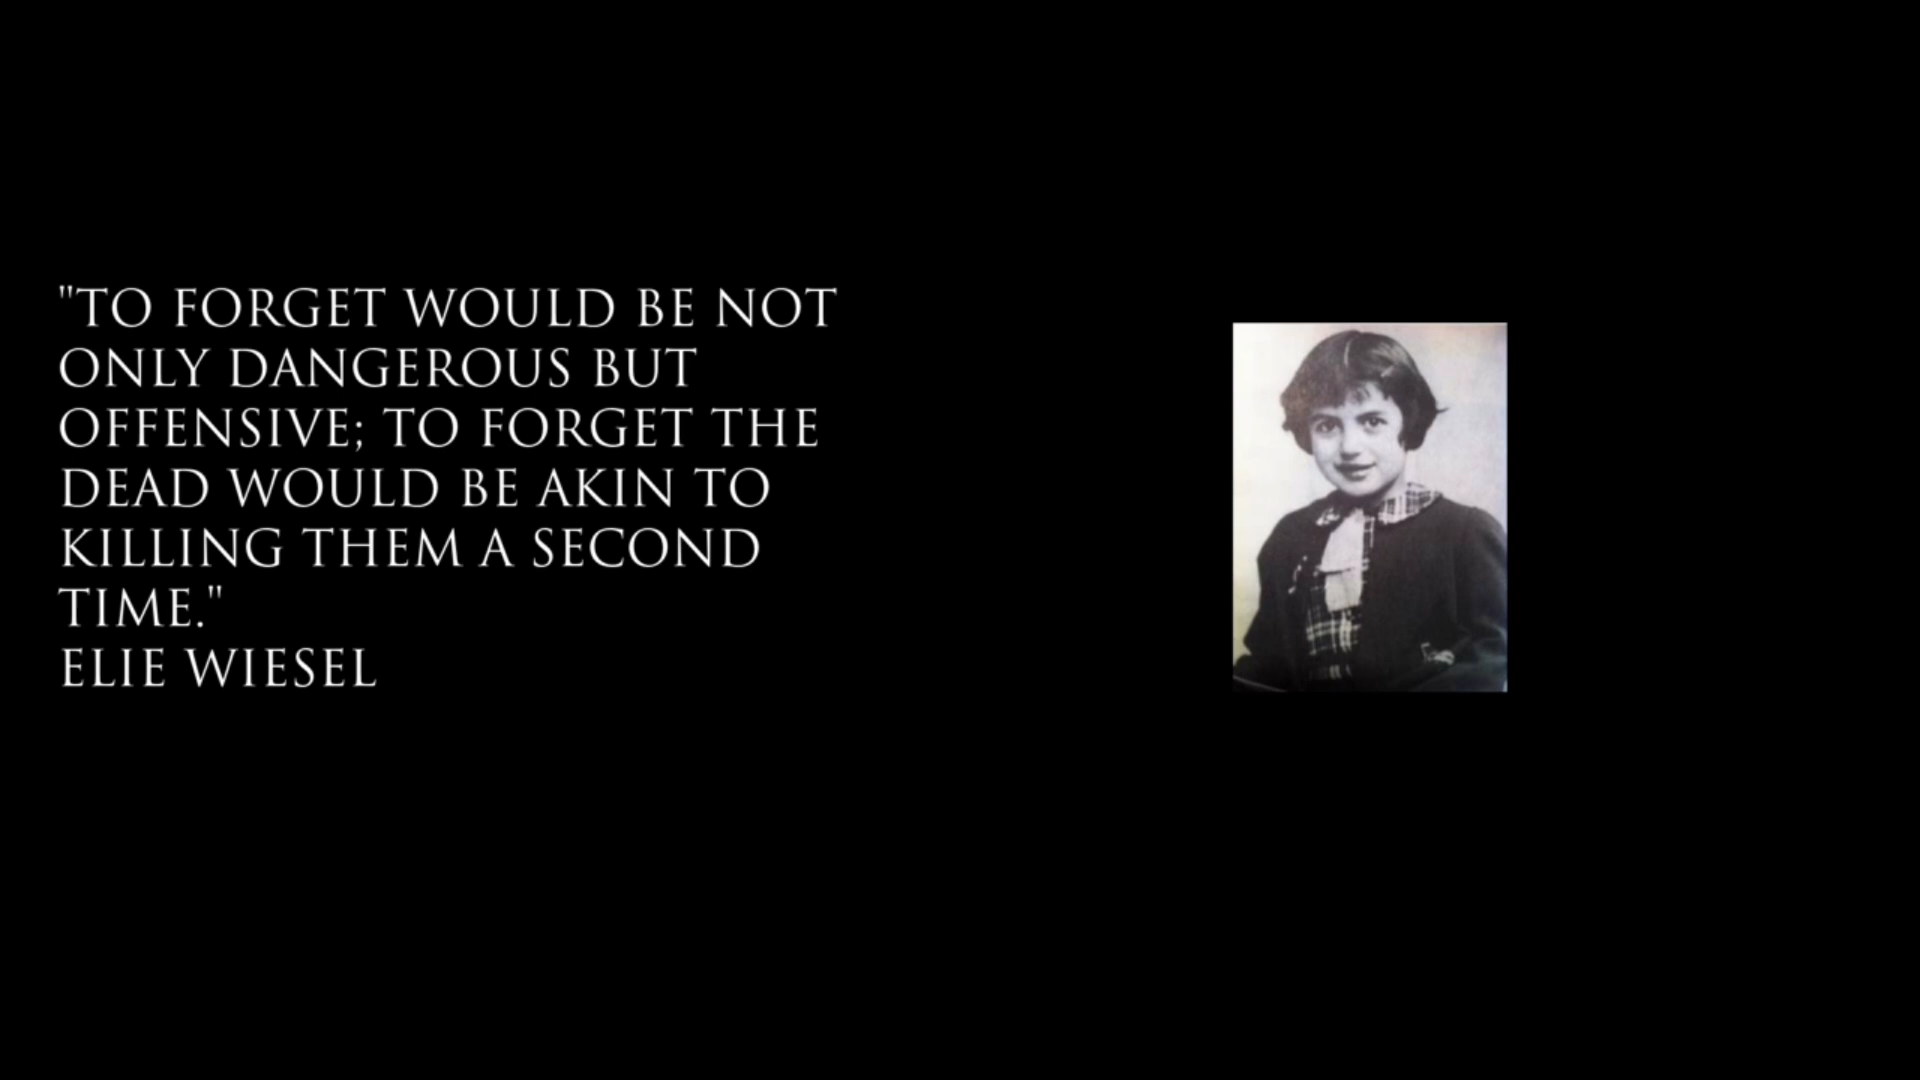 "TO FORGET WOULD BE NOT
ONLY DANGEROUS BUT
OFFENSIVE; TO FORGET THE
DEAD WOULD BE AKIN TO
KILLING THEM A SECOND
TIME."
ELIE WIESEL